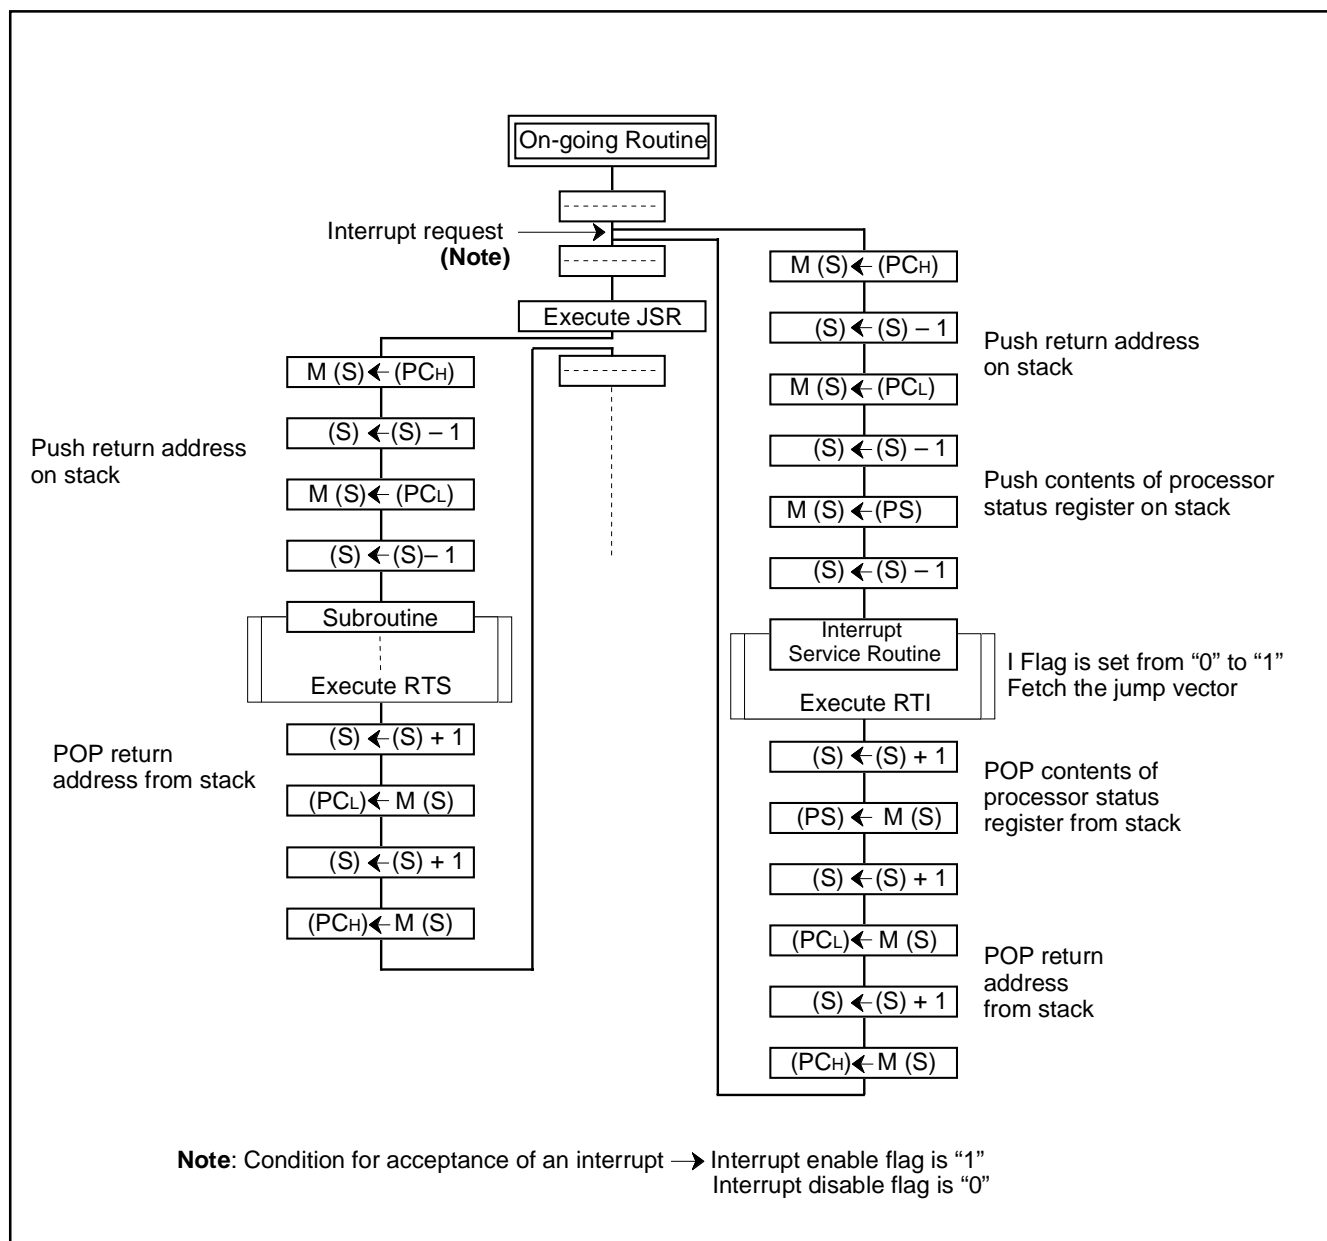 On-going Routine
Interrupt request
(Note)
Execute JSR
M (S) ← (PCH)
(S) ← (S) – 1
M (S) ← (PCL)
(S) ← (S)– 1
Push return address
on stack
Subroutine
Execute RTS
(S) ← (S) + 1
(PCL) ← M (S)
(S) ← (S) + 1
(PCH) ← M (S)
POP return
address from stack
M (S) ← (PCH)
(S) ← (S) – 1
M (S) ← (PCL)
(S) ← (S) – 1
M (S) ← (PS)
(S) ← (S) – 1
Push return address
on stack
Push contents of processor
status register on stack
Interrupt
Service Routine
Execute RTI
I Flag is set from “0” to “1”
Fetch the jump vector
(S) ← (S) + 1
(PS) ← M (S)
(S) ← (S) + 1
(PCL) ← M (S)
(S) ← (S) + 1
(PCH) ← M (S)
POP contents of
processor status
register from stack
POP return
address
from stack
Note: Condition for acceptance of an interrupt → Interrupt enable flag is “1”
Interrupt disable flag is “0”